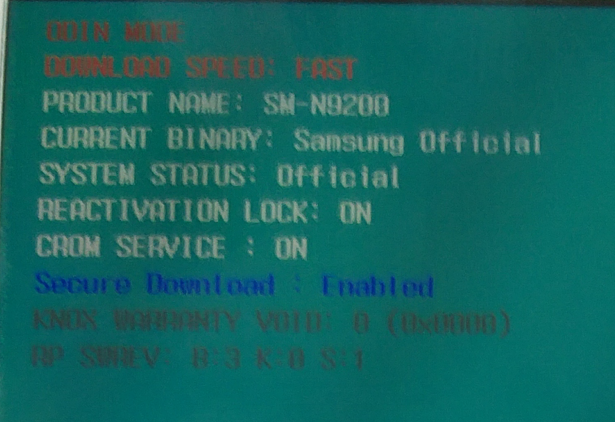 ODIN MODE
DOWNLOAD SPEED: FAST
PRODUCT NAME: SM-N9200
CURRENT BINARY: Samsung Official
SYSTEM STATUS: Official
REACTIVATION LOCK: ON
CROM SERVICE : ON
Secure Download : Enabled
KNOX WARRANTY VOID: 0 (0x0000)
AP SWREV: B:3 K:0 S:1